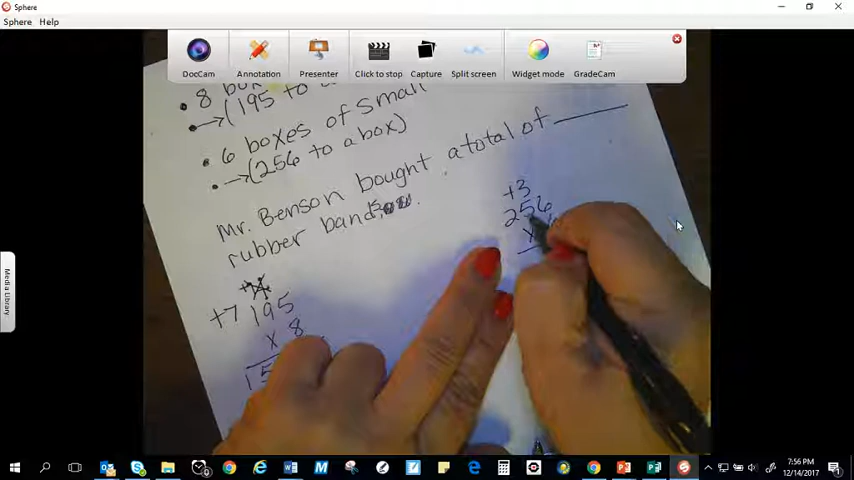 Sphere
Sphere Help
DocCam
Annotation
Presenter
Click to stop
Capture
Split screen
Widget mode
GradeCam
Media Library
• 8
→(195 to a
• 6 boxes of small
• →(256 to a box)
Mr. Benson bought a total of ____
rubber bands.
+3
256
x
+7 195
x 8
15
7:56 PM
12/14/2017